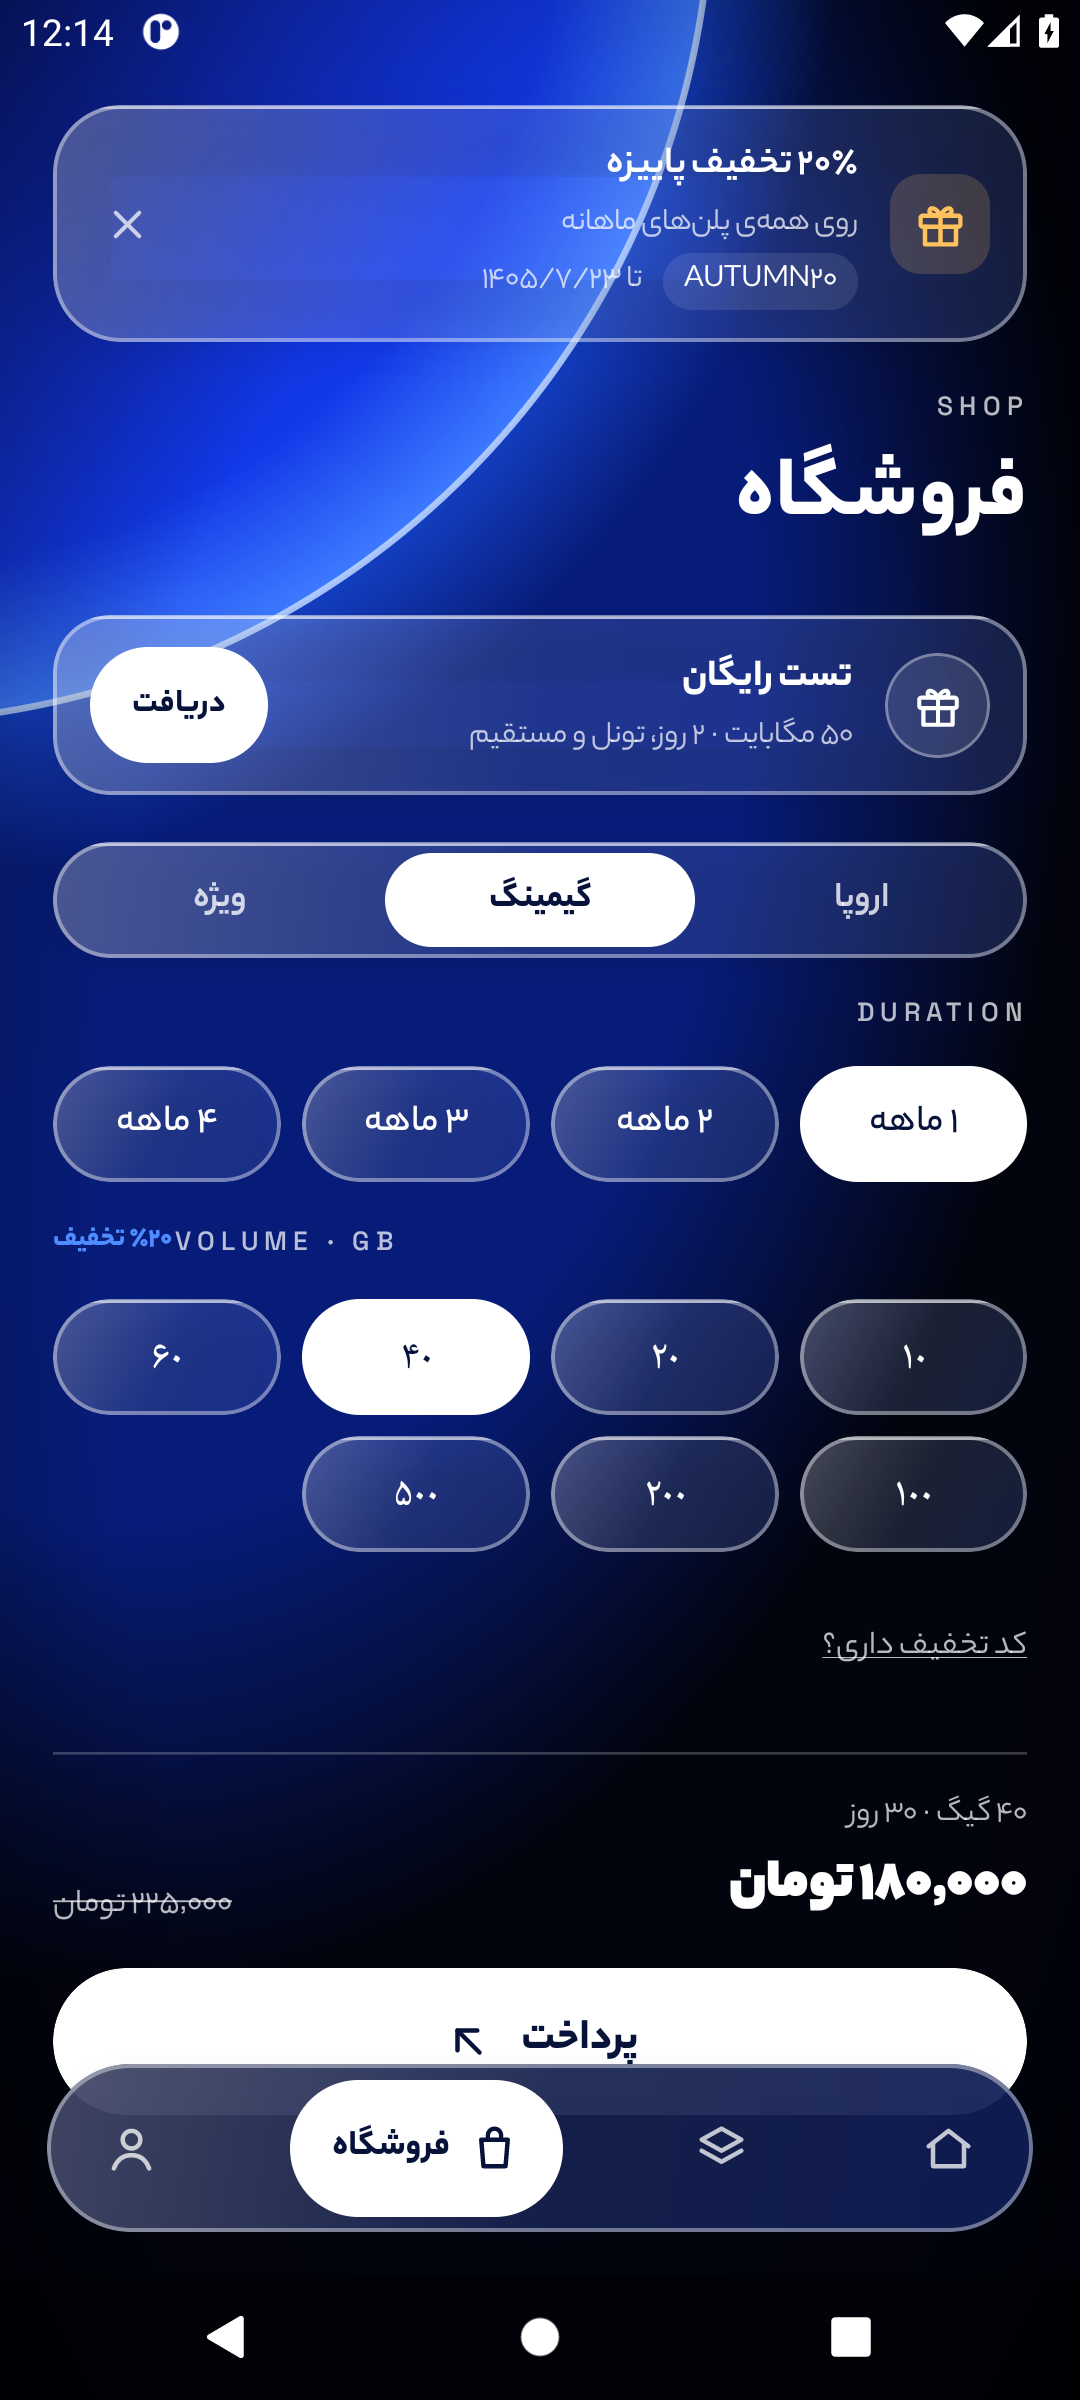 12:14
۲۰% تخفیف پاییزه
روی همه‌ی پلن‌های ماهانه
AUTUMN۲۰ تا ۱۴۰۵/۷/۲۳
SHOP
فروشگاه
تست رایگان
۵۰ مگابایت · ۲ روز، تونل و مستقیم
دریافت
اروپا گیمینگ ویژه
DURATION
۱ ماهه ۲ ماهه ۳ ماهه ۴ ماهه
VOLUME · GB ۲۰% تخفیف
۱۰ ۲۰ ۴۰ ۶۰
۱۰۰ ۲۰۰ ۵۰۰
کد تخفیف داری؟
۴۰ گیگ · ۳۰ روز
۱۸۰,۰۰۰ تومان ۲۲۵,۰۰۰ تومان
پرداخت
فروشگاه